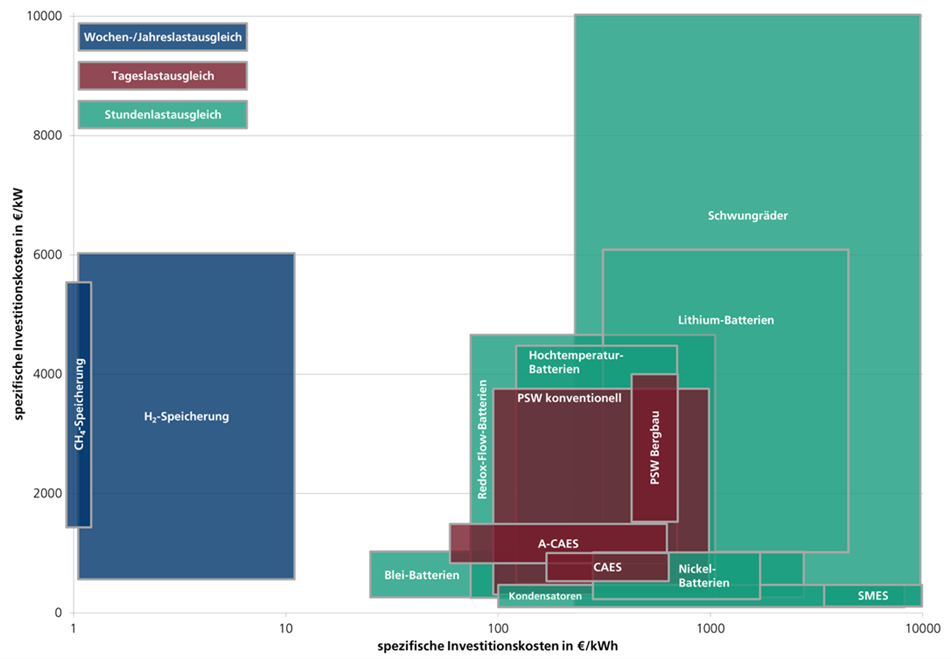 10000
8000
6000
4000
2000
0
spezifische Investitionskosten in €/kW
Wochen-/Jahreslastausgleich
Tageslastausgleich
Stundenlastausgleich
Schwungräder
Lithium-Batterien
Hochtemperatur-
Batterien
PSW konventionell
Redox-Flow-Batterien
PSW Bergbau
CH₄-Speicherung
H₂-Speicherung
A-CAES
CAES
Blei-Batterien
Nickel-
Batterien
Kondensatoren
SMES
1
10
100
1000
10000
spezifische Investitionskosten in €/kWh